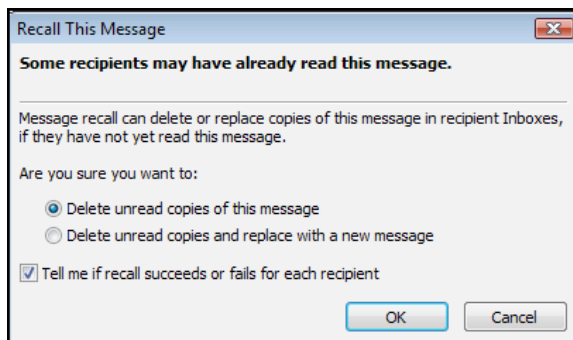 Recall This Message
Some recipients may have already read this message.
Message recall can delete or replace copies of this message in recipient Inboxes,
if they have not yet read this message.
Are you sure you want to:
Delete unread copies of this message
Delete unread copies and replace with a new message
Tell me if recall succeeds or fails for each recipient
OK Cancel